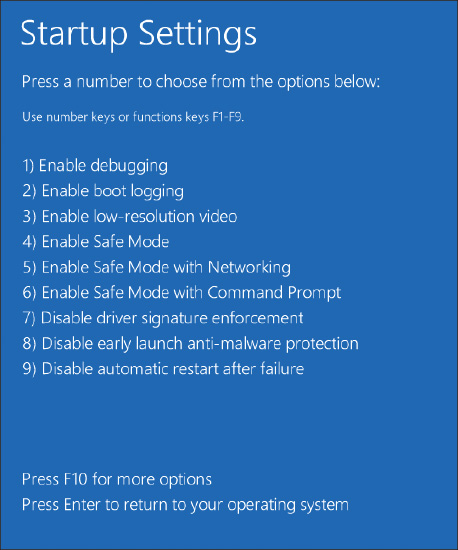 Startup Settings
Press a number to choose from the options below:
Use number keys or functions keys F1-F9.
1) Enable debugging
2) Enable boot logging
3) Enable low-resolution video
4) Enable Safe Mode
5) Enable Safe Mode with Networking
6) Enable Safe Mode with Command Prompt
7) Disable driver signature enforcement
8) Disable early launch anti-malware protection
9) Disable automatic restart after failure
Press F10 for more options
Press Enter to return to your operating system